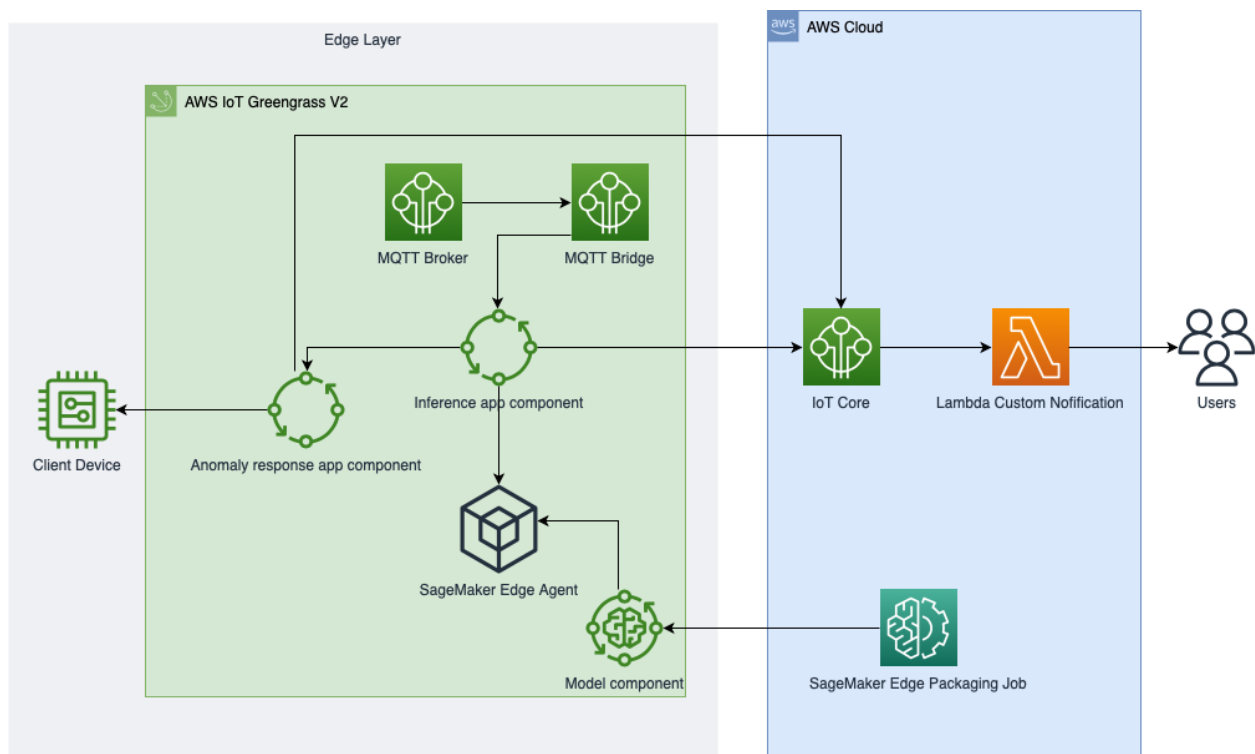 Edge Layer
aws
AWS Cloud
AWS IoT Greengrass V2
MQTT Broker
MQTT Bridge
Inference app component
IoT Core
Lambda Custom Nofification
Users
Client Device
Anomaly response app component
SageMaker Edge Agent
Model component
SageMaker Edge Packaging Job